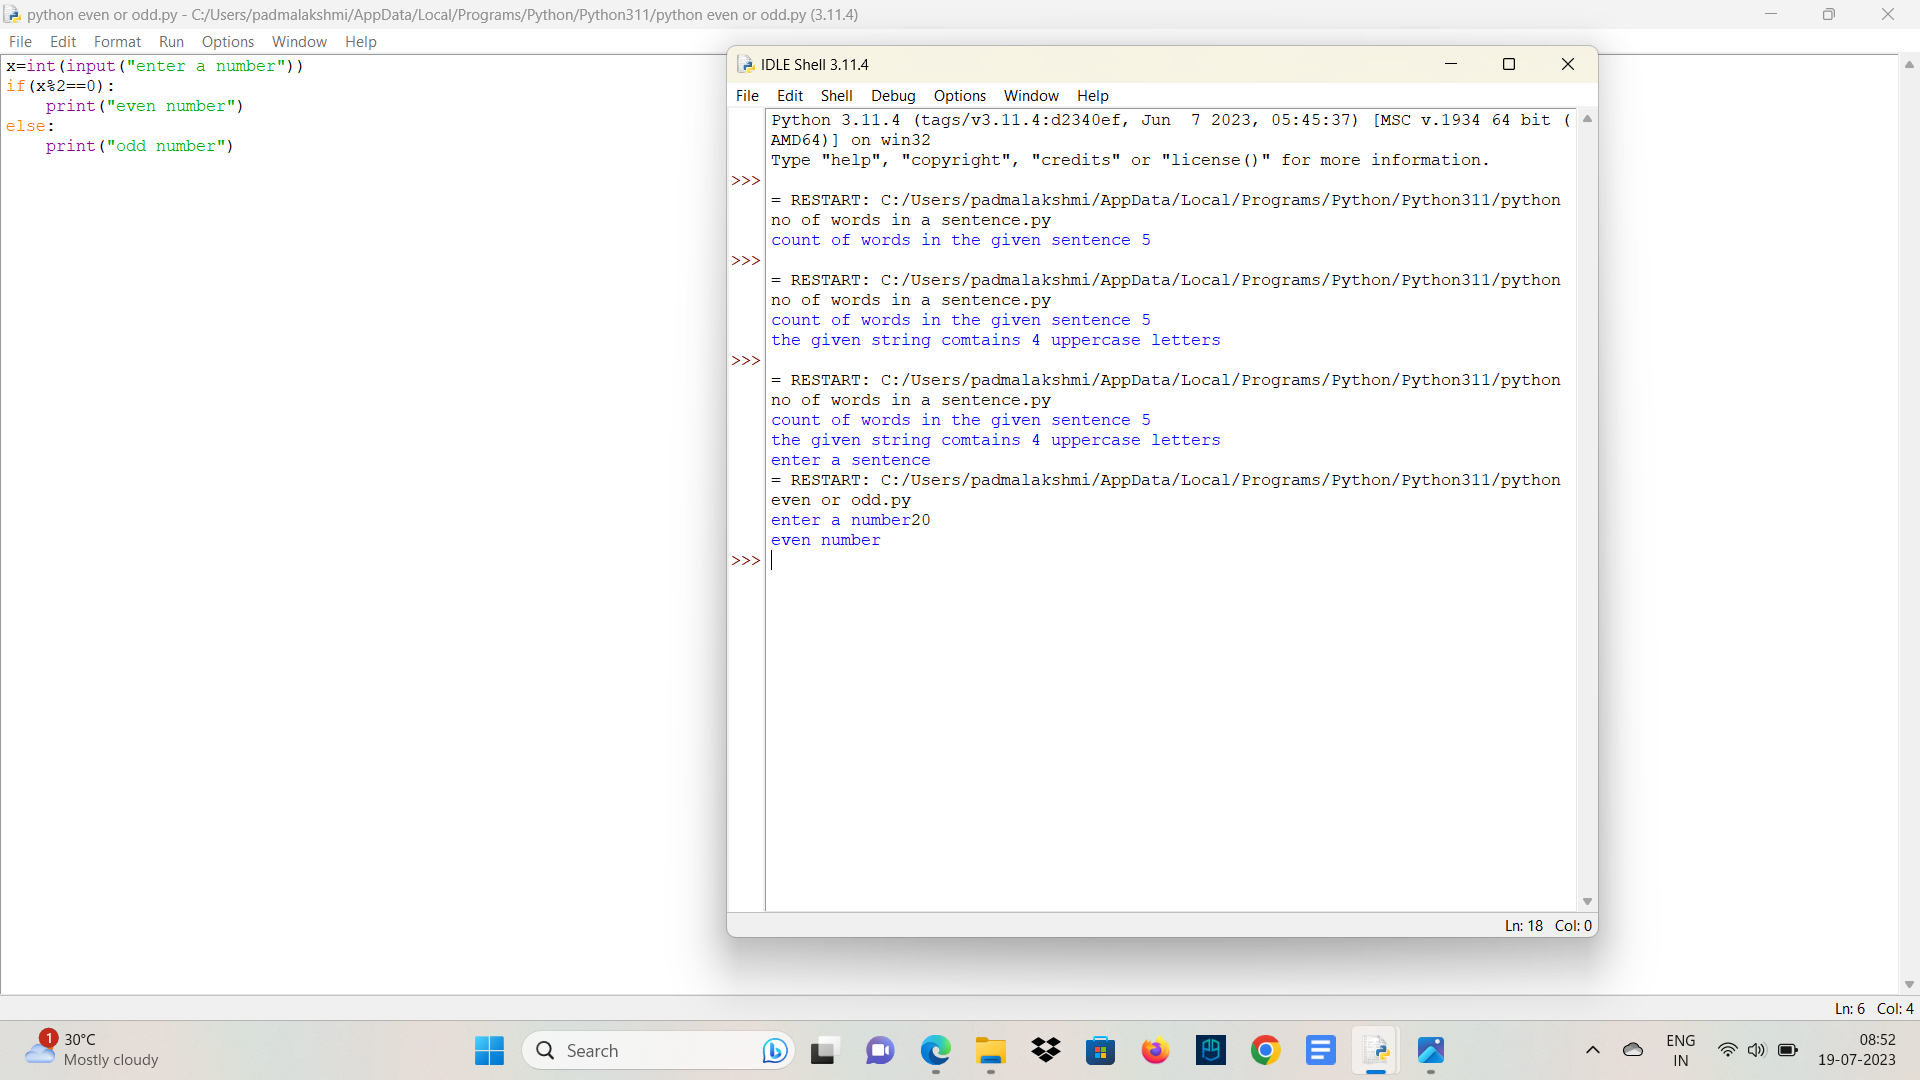 python even or odd.py - C:/Users/padmalakshmi/AppData/Local/Programs/Python/Python311/python even or odd.py (3.11.4)
File Edit Format Run Options Window Help
x=int(input("enter a number"))
if(x%2==0):
    print("even number")
else:
    print("odd number")
IDLE Shell 3.11.4
File Edit Shell Debug Options Window Help
Python 3.11.4 (tags/v3.11.4:d2340ef, Jun  7 2023, 05:45:37) [MSC v.1934 64 bit (
AMD64)] on win32
Type "help", "copyright", "credits" or "license()" for more information.
>>>
= RESTART: C:/Users/padmalakshmi/AppData/Local/Programs/Python/Python311/python
no of words in a sentence.py
count of words in the given sentence 5
>>>
= RESTART: C:/Users/padmalakshmi/AppData/Local/Programs/Python/Python311/python
no of words in a sentence.py
count of words in the given sentence 5
the given string comtains 4 uppercase letters
>>>
= RESTART: C:/Users/padmalakshmi/AppData/Local/Programs/Python/Python311/python
no of words in a sentence.py
count of words in the given sentence 5
the given string comtains 4 uppercase letters
enter a sentence
= RESTART: C:/Users/padmalakshmi/AppData/Local/Programs/Python/Python311/python
even or odd.py
enter a number20
even number
>>>
Ln: 18 Col: 0
Ln: 6 Col: 4
1
30°C
Mostly cloudy
Search
ENG
IN
08:52
19-07-2023